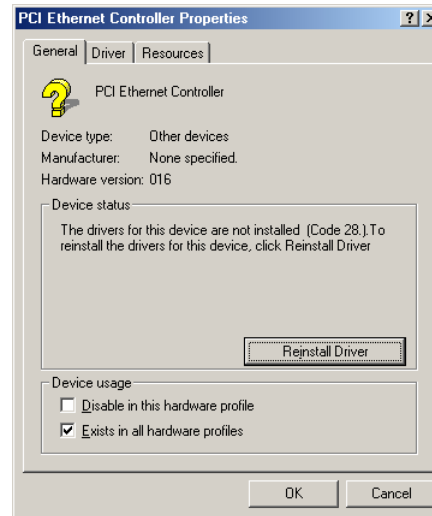 PCI Ethernet Controller Properties
General Driver Resources
PCI Ethernet Controller
Device type: Other devices
Manufacturer: None specified.
Hardware version: 016
Device status
The drivers for this device are not installed (Code 28.).To
reinstall the drivers for this device, click Reinstall Driver
Reinstall Driver
Device usage
Disable in this hardware profile
Exists in all hardware profiles
OK Cancel